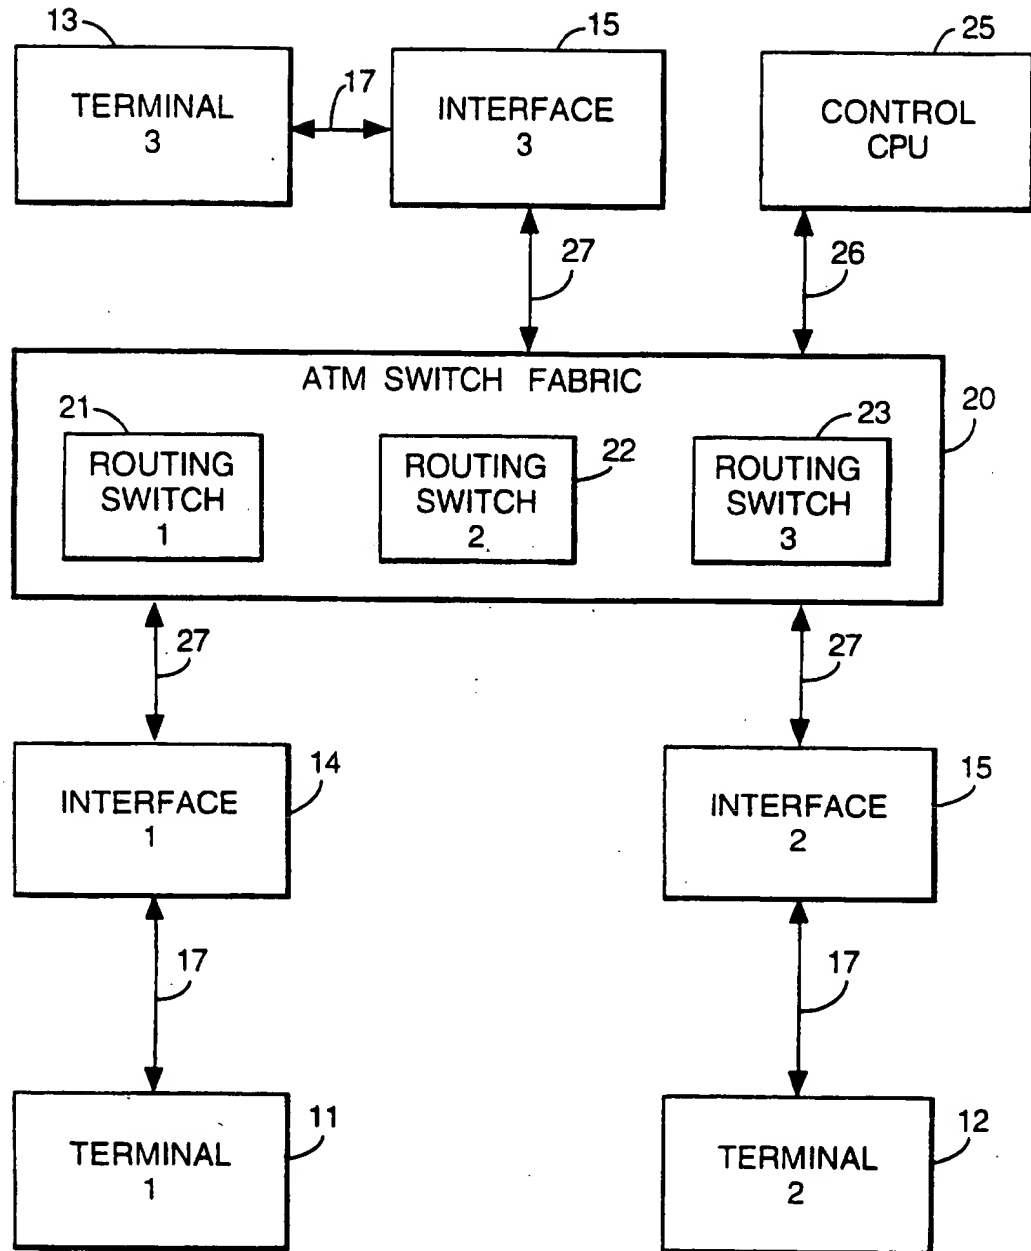 13
15
25
TERMINAL
3
17
INTERFACE
3
CONTROL
CPU
27
26
ATM SWITCH FABRIC
20
21
ROUTING
SWITCH
1
22
ROUTING
SWITCH
2
23
ROUTING
SWITCH
3
27
27
14
INTERFACE
1
15
INTERFACE
2
17
17
11
TERMINAL
1
12
TERMINAL
2